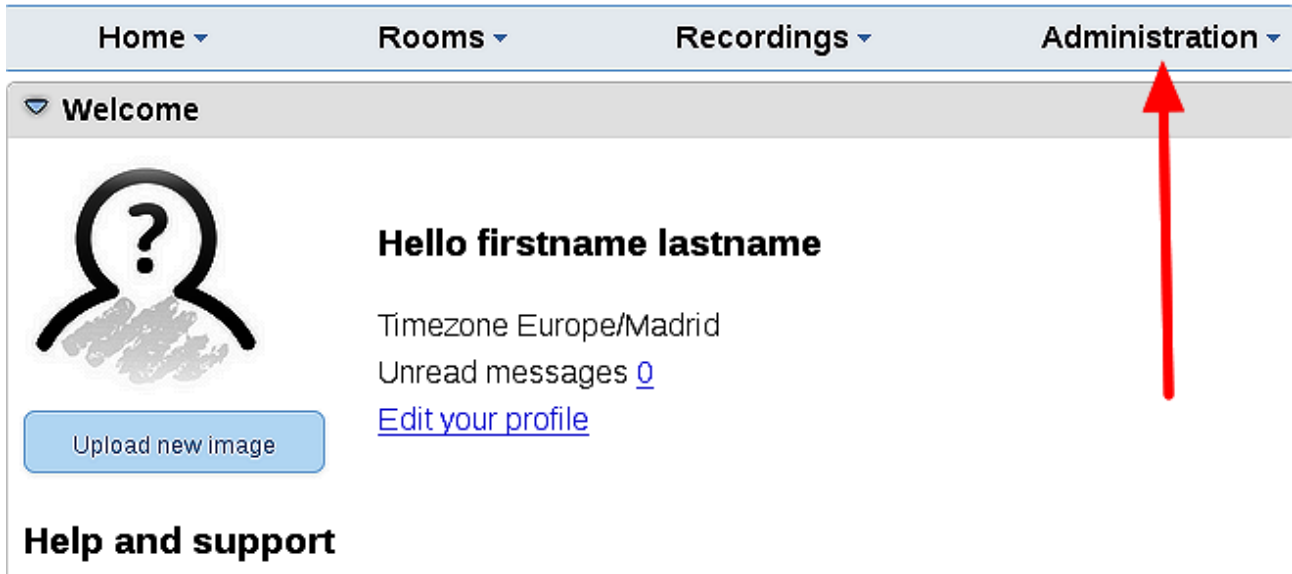 Home Rooms Recordings Administration
Welcome
?
Hello firstname lastname
Timezone Europe/Madrid
Unread messages 0
Edit your profile
Upload new image
Help and support